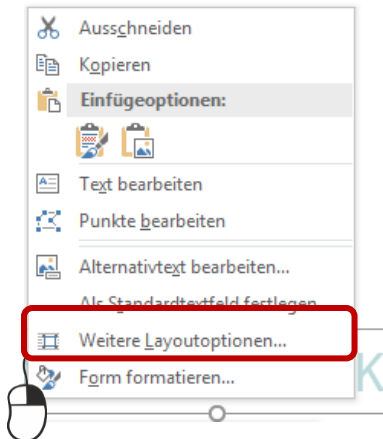 Ausschneiden
Kopieren
Einfügeoptionen:
Text bearbeiten
Punkte bearbeiten
Alternativtext bearbeiten...
Als Standardtextfeld festlegen
Weitere Layoutoptionen...
Form formatieren...
K